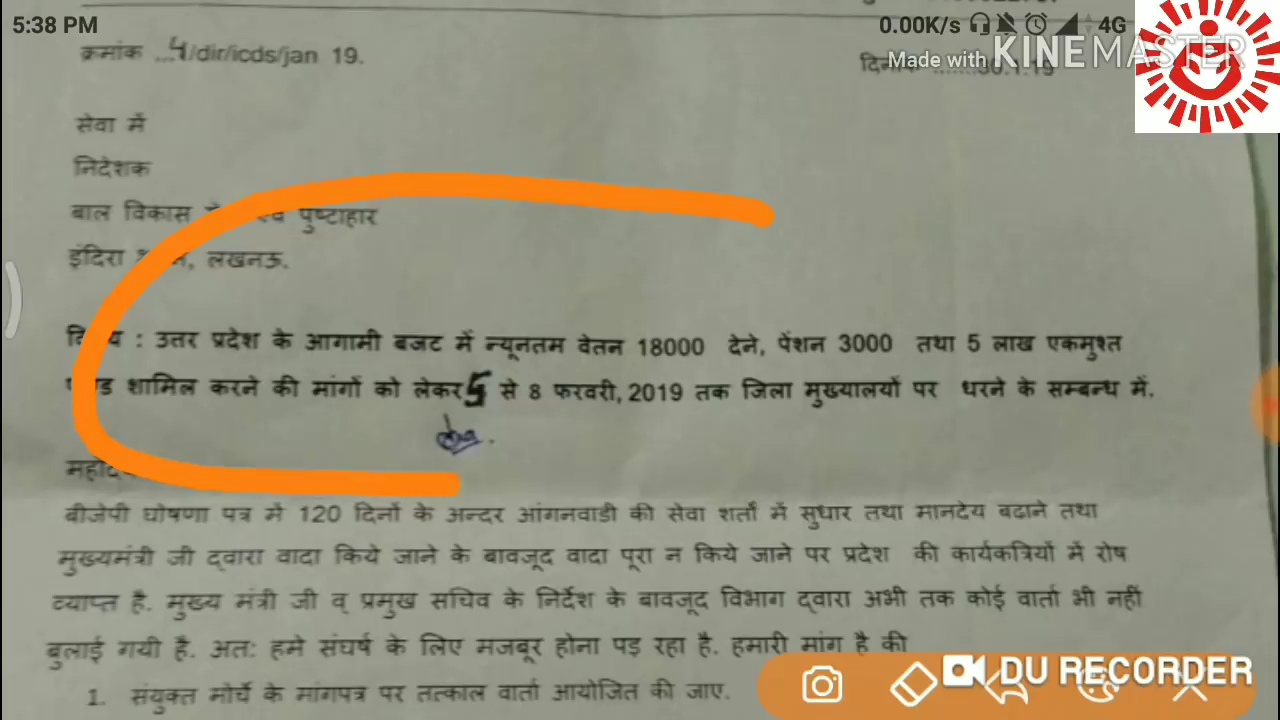 5:38 PM
0.00K/s 4G
Made with KINEMASTER
क्रमांक ...4/dir/icds/jan 19.
सेवा में
निदेशक
बाल विकास एवं पुष्टाहार
इंदिरा लखनऊ.
: उत्तर प्रदेश के आगामी बजट में न्यूनतम वेतन 18000 देने, पेंशन 3000 तथा 5 लाख एकमुश्त
शामिल करने की मांगों को लेकर 5 से 8 फरवरी, 2019 तक जिला मुख्यालयों पर धरने के सम्बन्ध में.
बीजेपी घोषणा पत्र में 120 दिनों के अन्दर आंगनवाडी की सेवा शर्तों में सुधार तथा मानदेय बढाने तथा
मुख्यमंत्री जी द्वारा वादा किये जाने के बावजूद वादा पूरा न किये जाने पर प्रदेश की कार्यकत्रियों में रोष
व्याप्त है. मुख्य मंत्री जी व् प्रमुख सचिव के निर्देश के बावजूद विभाग द्वारा अभी तक कोई वार्ता भी नहीं
बुलाई गयी है. अत: हमे संघर्ष के लिए मजबूर होना पड़ रहा है. हमारी मांग है की
1. संयुक्त मोर्चे के मांगपत्र पर तत्काल वार्ता आयोजित की जाए.
DU RECORDER